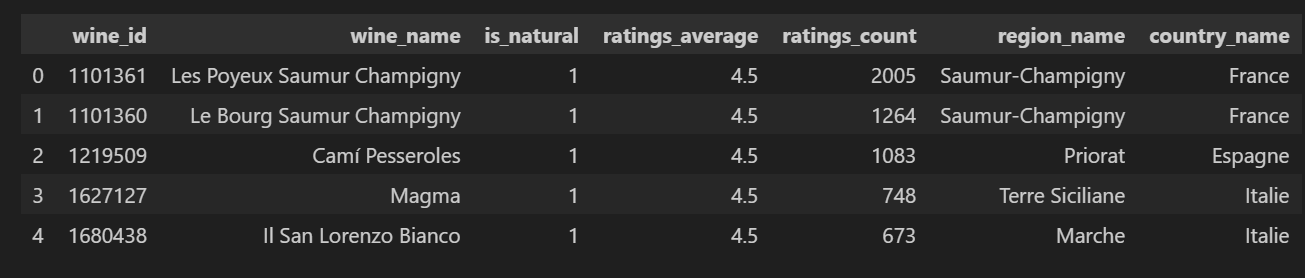 wine_id wine_name is_natural ratings_average ratings_count region_name country_name
0 1101361 Les Poyeux Saumur Champigny 1 4.5 2005 Saumur-Champigny France
1 1101360 Le Bourg Saumur Champigny 1 4.5 1264 Saumur-Champigny France
2 1219509 Camí Pesseroles 1 4.5 1083 Priorat Espagne
3 1627127 Magma 1 4.5 748 Terre Siciliane Italie
4 1680438 Il San Lorenzo Bianco 1 4.5 673 Marche Italie